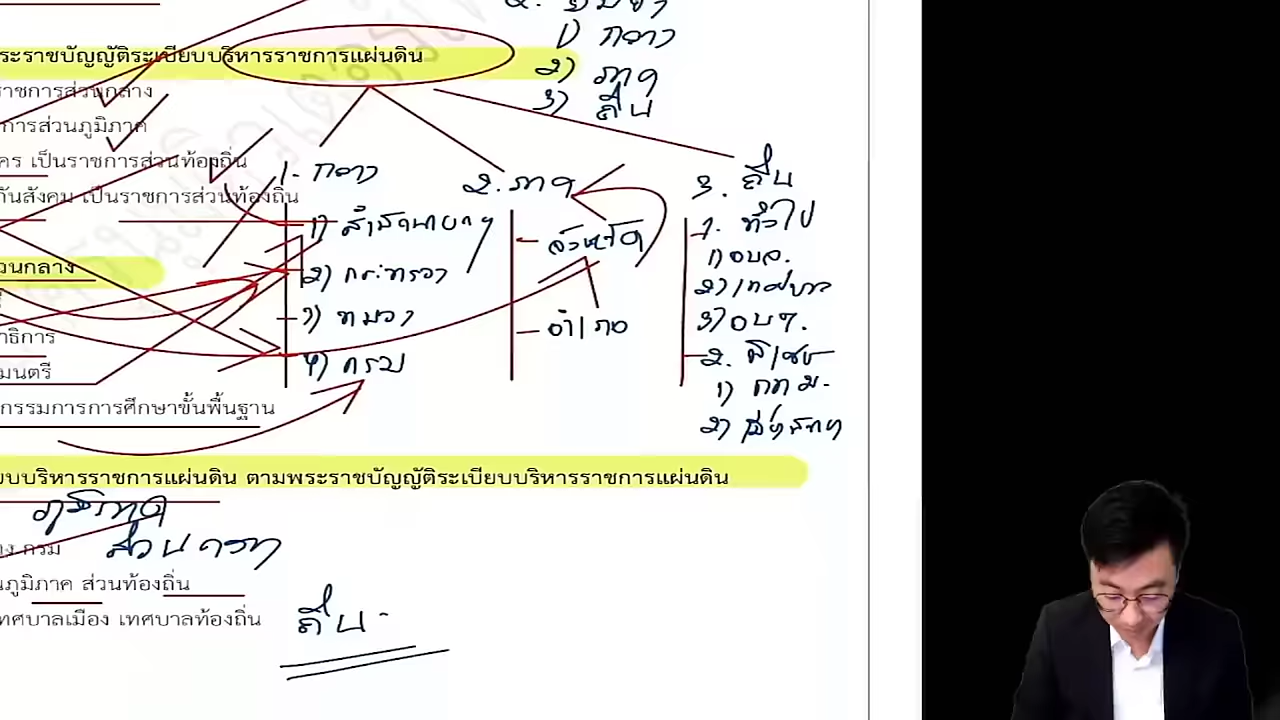 2.
1) กลาง
ระราชบัญญัติระเบียบบริหารราชการแผ่นดิน
2) ภาค
ราชการส่วนกลาง
3) ถิ่น
การส่วนภูมิภาค
คร เป็นราชการส่วนท้องถิ่น
1. กลาง
2. ภาค
3. ถิ่น
กันสังคม เป็นราชการส่วนท้องถิ่น
1) สำนักนายกฯ
จังหวัด
1. ทั่วไป
1) อบจ.
วนกลาง
2) กระทรวง
2) เทศบาล
3) ทบวง
อำเภอ
3) อบต.
ธิการ
4) กรม
2. พิเศษ
มนตรี
1) กทม.
กรรมการการศึกษาขั้นพื้นฐาน
2) เมืองพัทยา
บบบริหารราชการแผ่นดิน ตามพระราชบัญญัติระเบียบบริหารราชการแผ่นดิน
ภูมิภาค
าง กรม
ส่วนกลาง
นภูมิภาค ส่วนท้องถิ่น
เทศบาลเมือง เทศบาลท้องถิ่น
ถิ่น